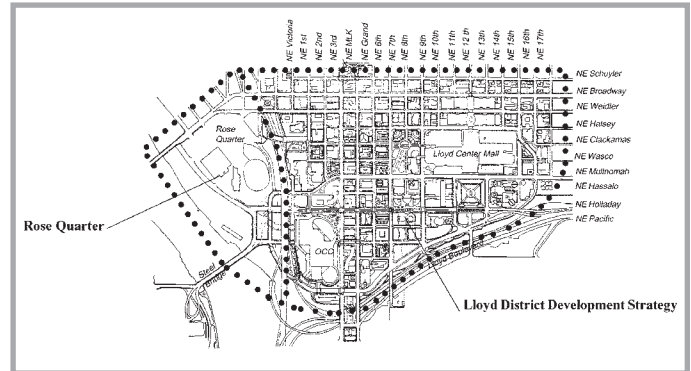 NE Victoria
NE 1st
NE 2nd
NE 3rd
NE MLK
NE Grand
NE 6th
NE 7th
NE 8th
NE 9th
NE 10th
NE 11th
NE 12 th
NE 13th
NE 14th
NE 15th
NE 16th
NE 17th
NE Schuyler
NE Broadway
NE Weidler
NE Halsey
NE Clackamas
NE Wasco
NE Multnomah
NE Hassalo
NE Holladay
NE Pacific
Rose
Quarter
Lloyd Center Mall
Rose Quarter
OCC
Steel
Bridge
Lloyd District Development Strategy